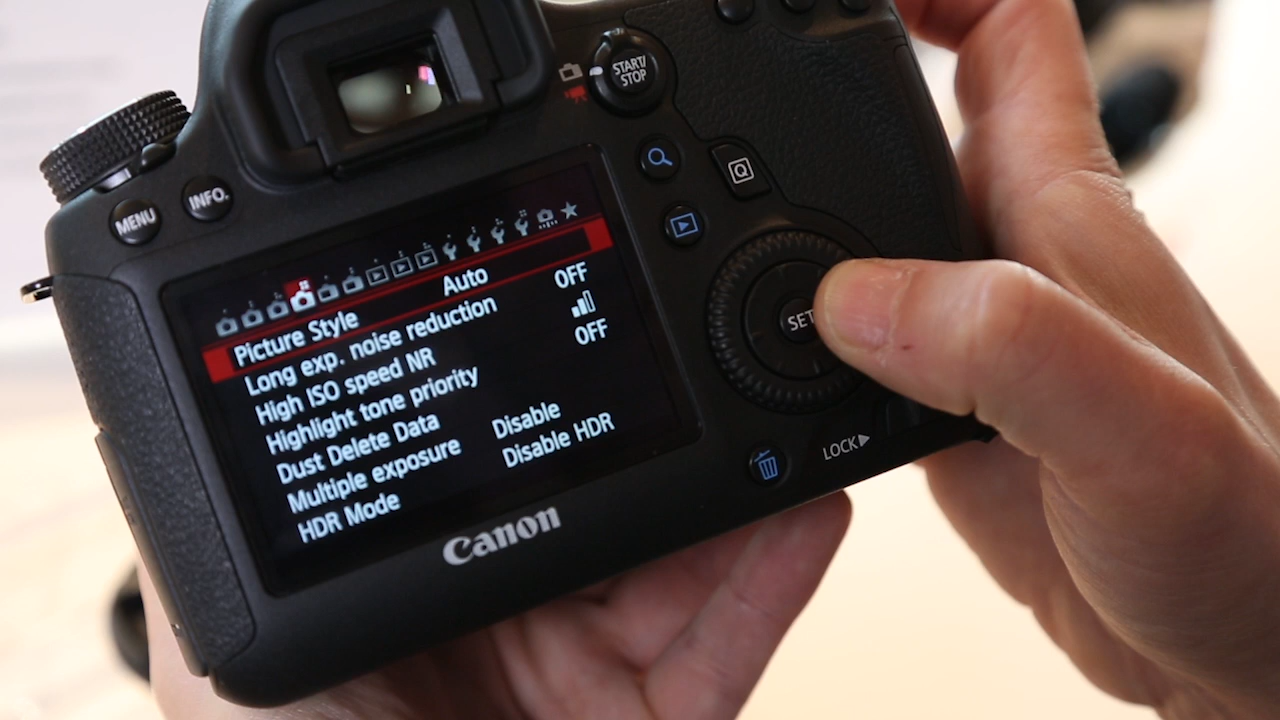 START/
STOP
MENU
INFO.
Q
Picture Style Auto
Long exp. noise reduction OFF
High ISO speed NR
Highlight tone priority OFF
Dust Delete Data
Multiple exposure Disable
HDR Mode Disable HDR
SET
LOCK
Canon